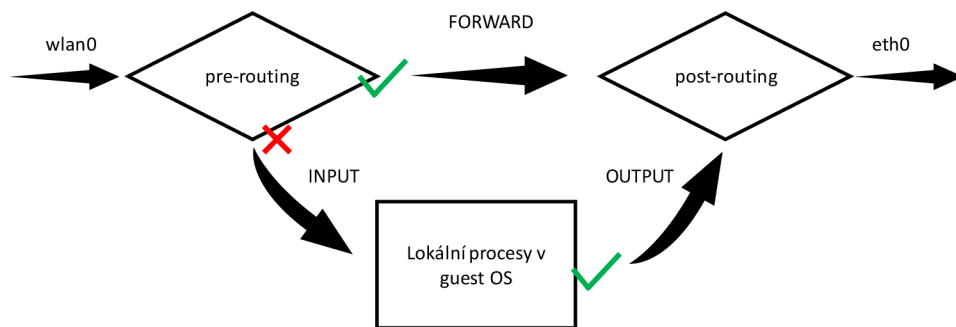 FORWARD
wlan0
eth0
pre-routing
post-routing
INPUT
OUTPUT
Lokální procesy v
guest OS